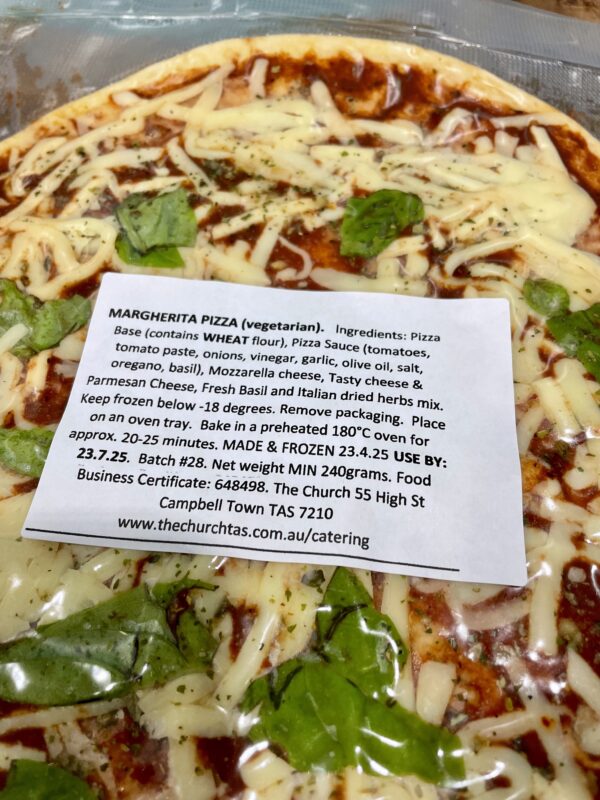 MARGHERITA PIZZA (vegetarian). Ingredients: Pizza
Base (contains WHEAT flour), Pizza Sauce (tomatoes,
tomato paste, onions, vinegar, garlic, olive oil, salt,
oregano, basil), Mozzarella cheese, Tasty cheese &
Parmesan Cheese, Fresh Basil and Italian dried herbs mix.
Keep frozen below -18 degrees. Remove packaging. Place
on an oven tray. Bake in a preheated 180°C oven for
approx. 20-25 minutes. MADE & FROZEN 23.4.25 USE BY:
23.7.25. Batch #28. Net weight MIN 240grams. Food
Business Certificate: 648498. The Church 55 High St
Campbell Town TAS 7210
www.thechurchtas.com.au/catering